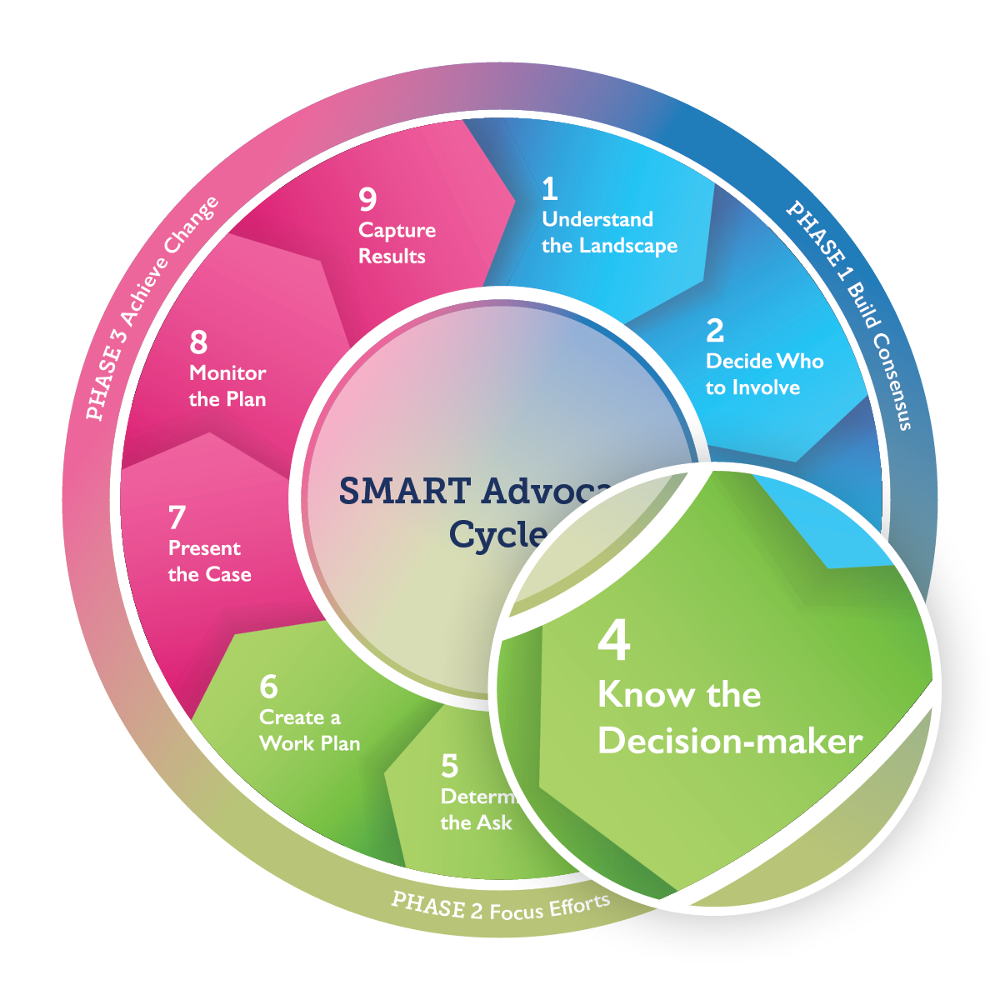 PHASE 1 Build Consensus
PHASE 2 Focus Efforts
PHASE 3 Achieve Change
1
Understand
the Landscape
2
Decide Who
to Involve
4
Know the
Decision-maker
5
Determ
the Ask
6
Create a
Work Plan
7
Present
the Case
8
Monitor
the Plan
9
Capture
Results
SMART Advoca
Cycle